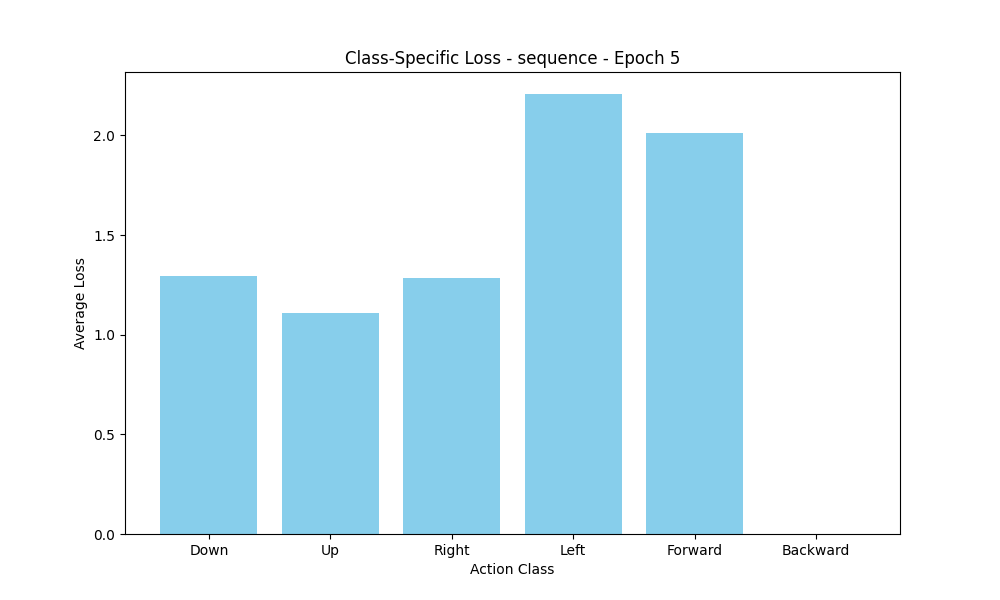 Class-Specific Loss - sequence - Epoch 5
Average Loss
2.0
1.5
1.0
0.5
0.0
Down Up Right Left Forward Backward
Action Class